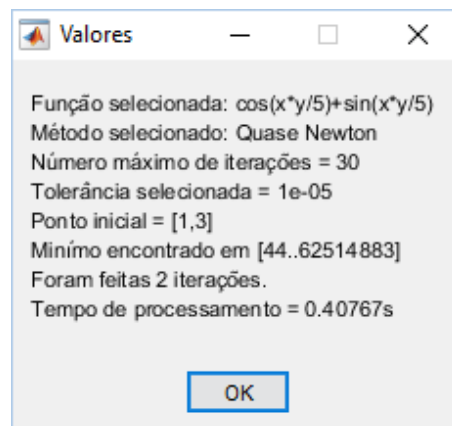 Valores
Função selecionada: cos(x*y/5)+sin(x*y/5)
Método selecionado: Quase Newton
Número máximo de iterações = 30
Tolerância selecionada = 1e-05
Ponto inicial = [1,3]
Minímo encontrado em [44..62514883]
Foram feitas 2 iterações.
Tempo de processamento = 0.40767s
OK